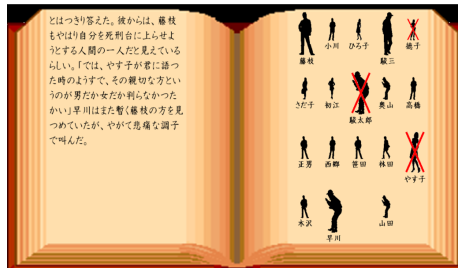 とはつきり答えた。彼からは、藤枝
もやはり自分を死刑台に上らせよ
うとする人間の一人だと見えている
らしい。「では、やす子が君に語つ
た時のようすで、その親切な方とい
うのが男だか女だか判らなかつた
かい」早川はまた暫く藤枝の方を見
つめていたが、やがて悲痛な調子
で叫んだ。
藤枝
小川
ひろ子
駿三
徳子
さだ子
初江
駿太郎
奥山
高橋
正男
西郷
笹田
林田
やす子
木沢
早川
山田